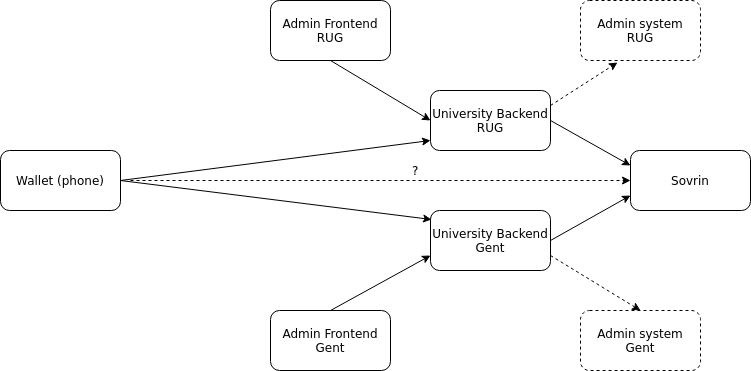 Admin Frontend
RUG
Admin system
RUG
University Backend
RUG
Wallet (phone)
?
Sovrin
University Backend
Gent
Admin Frontend
Gent
Admin system
Gent